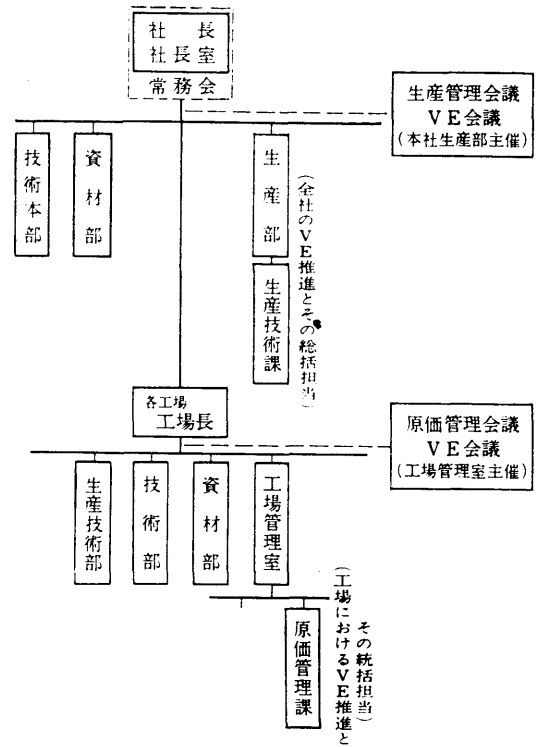 社長
社長室
常務会
生産管理会議
VE会議
(本社生産部主催)
技術本部
資材部
生産部
生産技術課
(全社のVE推進とその総括担当)
各工場
工場長
原価管理会議
VE会議
(工場管理室主催)
生産技術部
技術部
資材部
工場管理室
原価管理課
(工場におけるVE推進と
その統括担当)